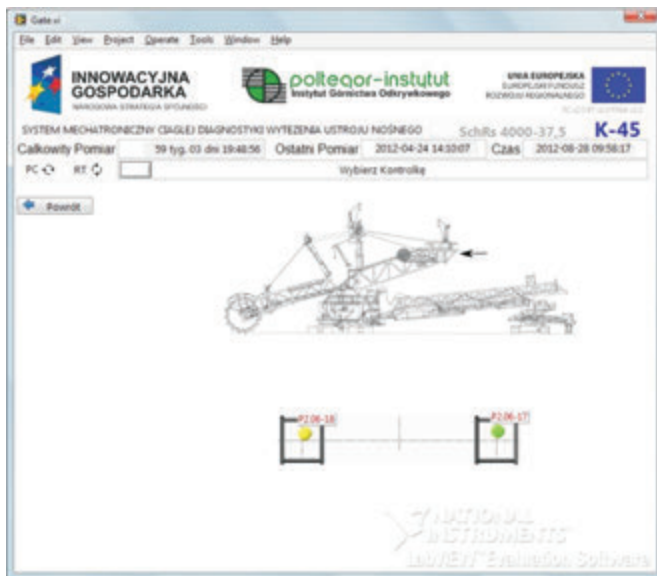 Gate.vi
File Edit View Project Operate Tools Window Help
INNOWACYJNA
GOSPODARKA
NARODOWA STRATEGIA SPÓJNOŚCI
poltegor-instytut
Instytut Górnictwa Odkrywkowego
UNIA EUROPEJSKA
EUROPEJSKI FUNDUSZ
ROZWOJU REGIONALNEGO
SYSTEM MECHATRONICZNY CIĄGŁEJ DIAGNOSTYKI WYTĘŻENIA USTROJU NOŚNEGO
SchRs 4000-37,5 K-45
Całkowity Pomiar 59 tyg. 03 dni 19:48:56 Ostatni Pomiar 2012-04-24 14:10:07 Czas 2012-08-28 09:58:17
PC RT Wybierz Kontrolkę
Powrót
P2.06-18 P2.06-17
NATIONAL
INSTRUMENTS
LabVIEW Evaluation Software